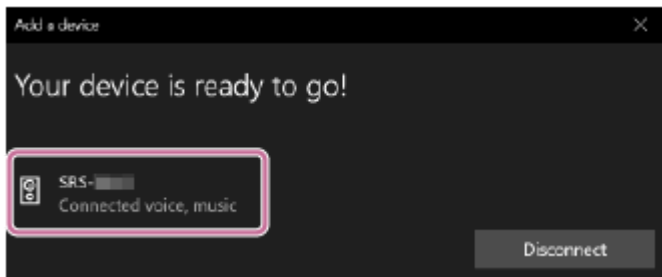 Add a device
Your device is ready to go!
SRS-
Connected voice, music
Disconnect